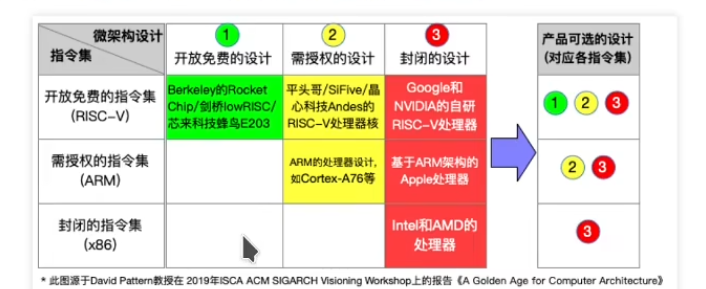 微架构设计
指令集
1
开放免费的设计
2
需授权的设计
3
封闭的设计
产品可选的设计
(对应各指令集)
开放免费的指令集
(RISC-V)
Berkeley的Rocket
Chip/剑桥lowRISC/
芯来科技蜂鸟E203
平头哥/SiFive/晶
心科技Andes的
RISC-V处理器核
Google和
NVIDIA的自研
RISC-V处理器
1 2 3
需授权的指令集
(ARM)
ARM的处理器设计,
如Cortex-A76等
基于ARM架构的
Apple处理器
2 3
封闭的指令集
(x86)
Intel和AMD的
处理器
3
* 此图源于David Pattern教授在 2019年ISCA ACM SIGARCH Visioning Workshop上的报告《A Golden Age for Computer Architecture》